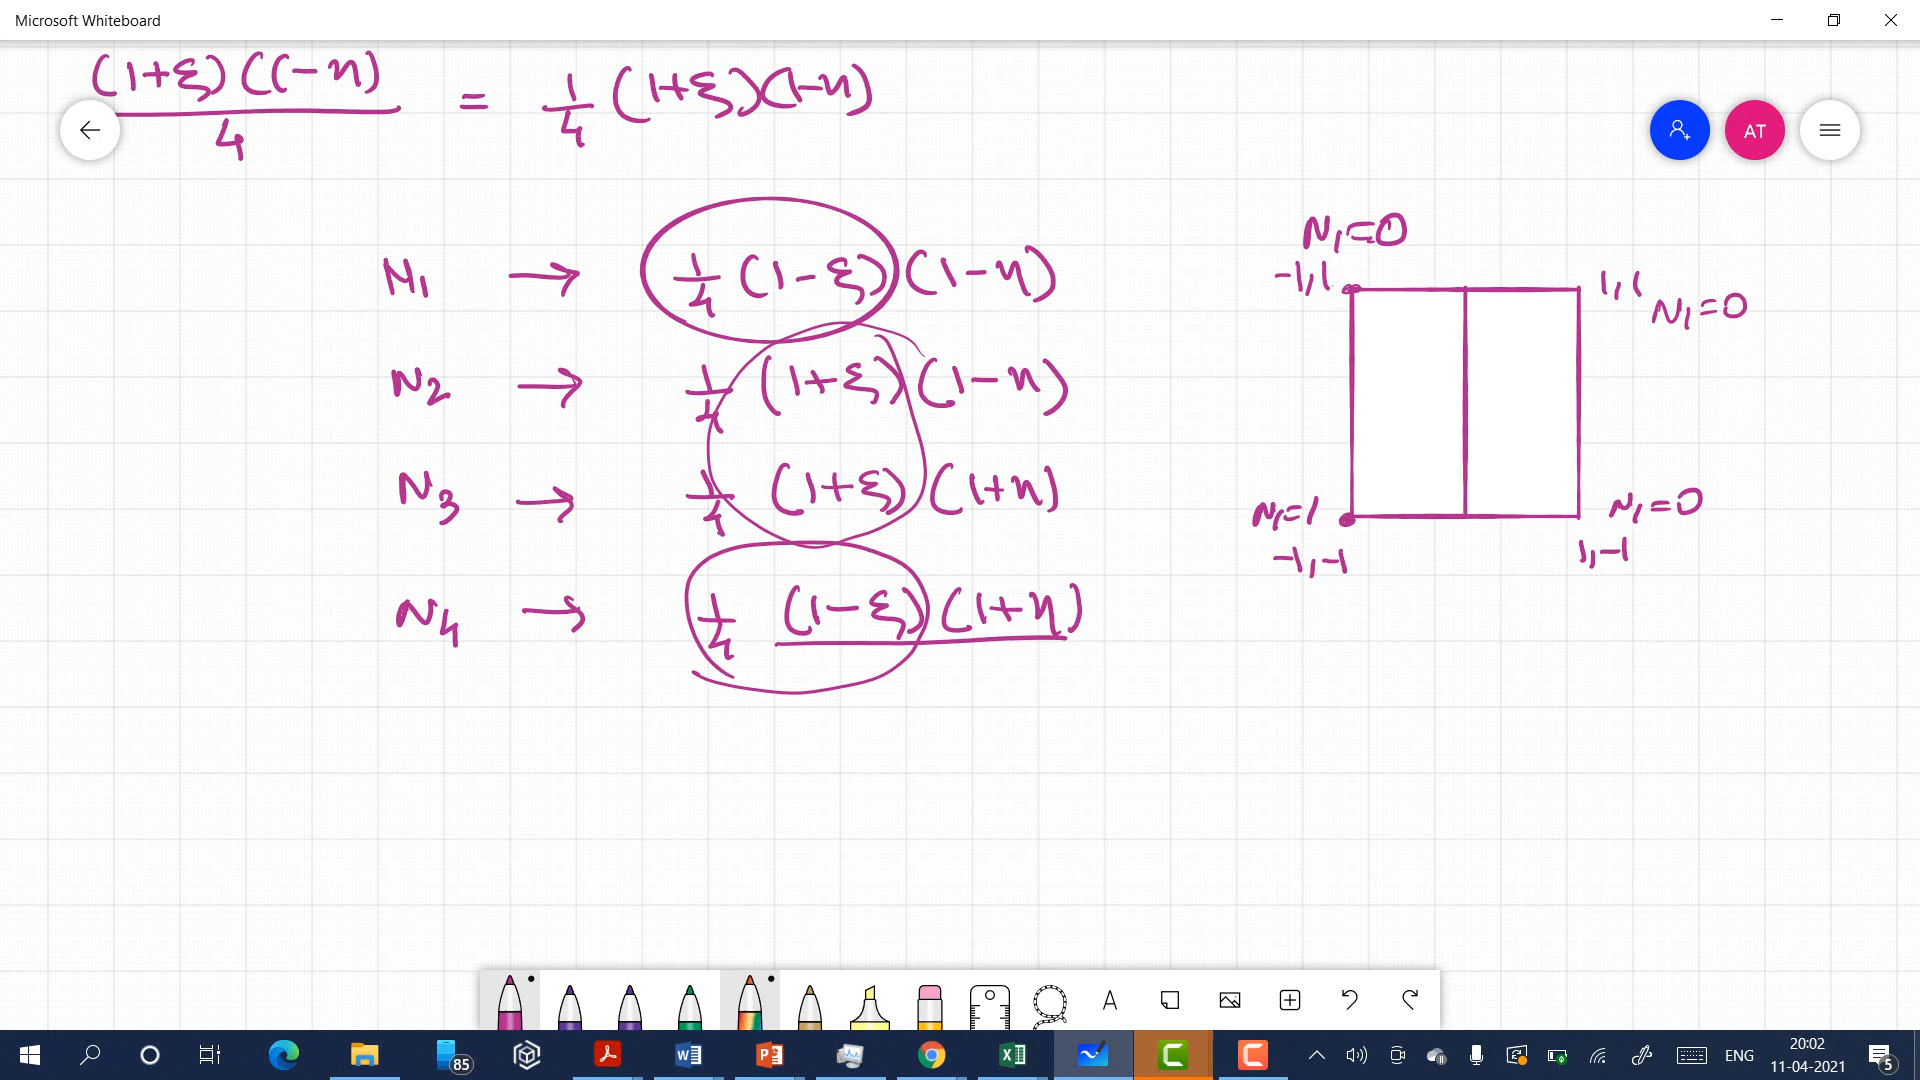 Microsoft Whiteboard
(1+ξ)((-η)/4 = 1/4 (1+ξ)(1-η)
AT
N1 → 1/4 (1-ξ)(1-η)
N2 → 1/4 (1+ξ)(1-η)
N3 → 1/4 (1+ξ)(1+η)
N4 → 1/4 (1-ξ)(1+η)
N1=0
-1,1
1,1
N1=0
N1=1
-1,-1
N1=0
1,-1
85
ENG
20:02
11-04-2021
5